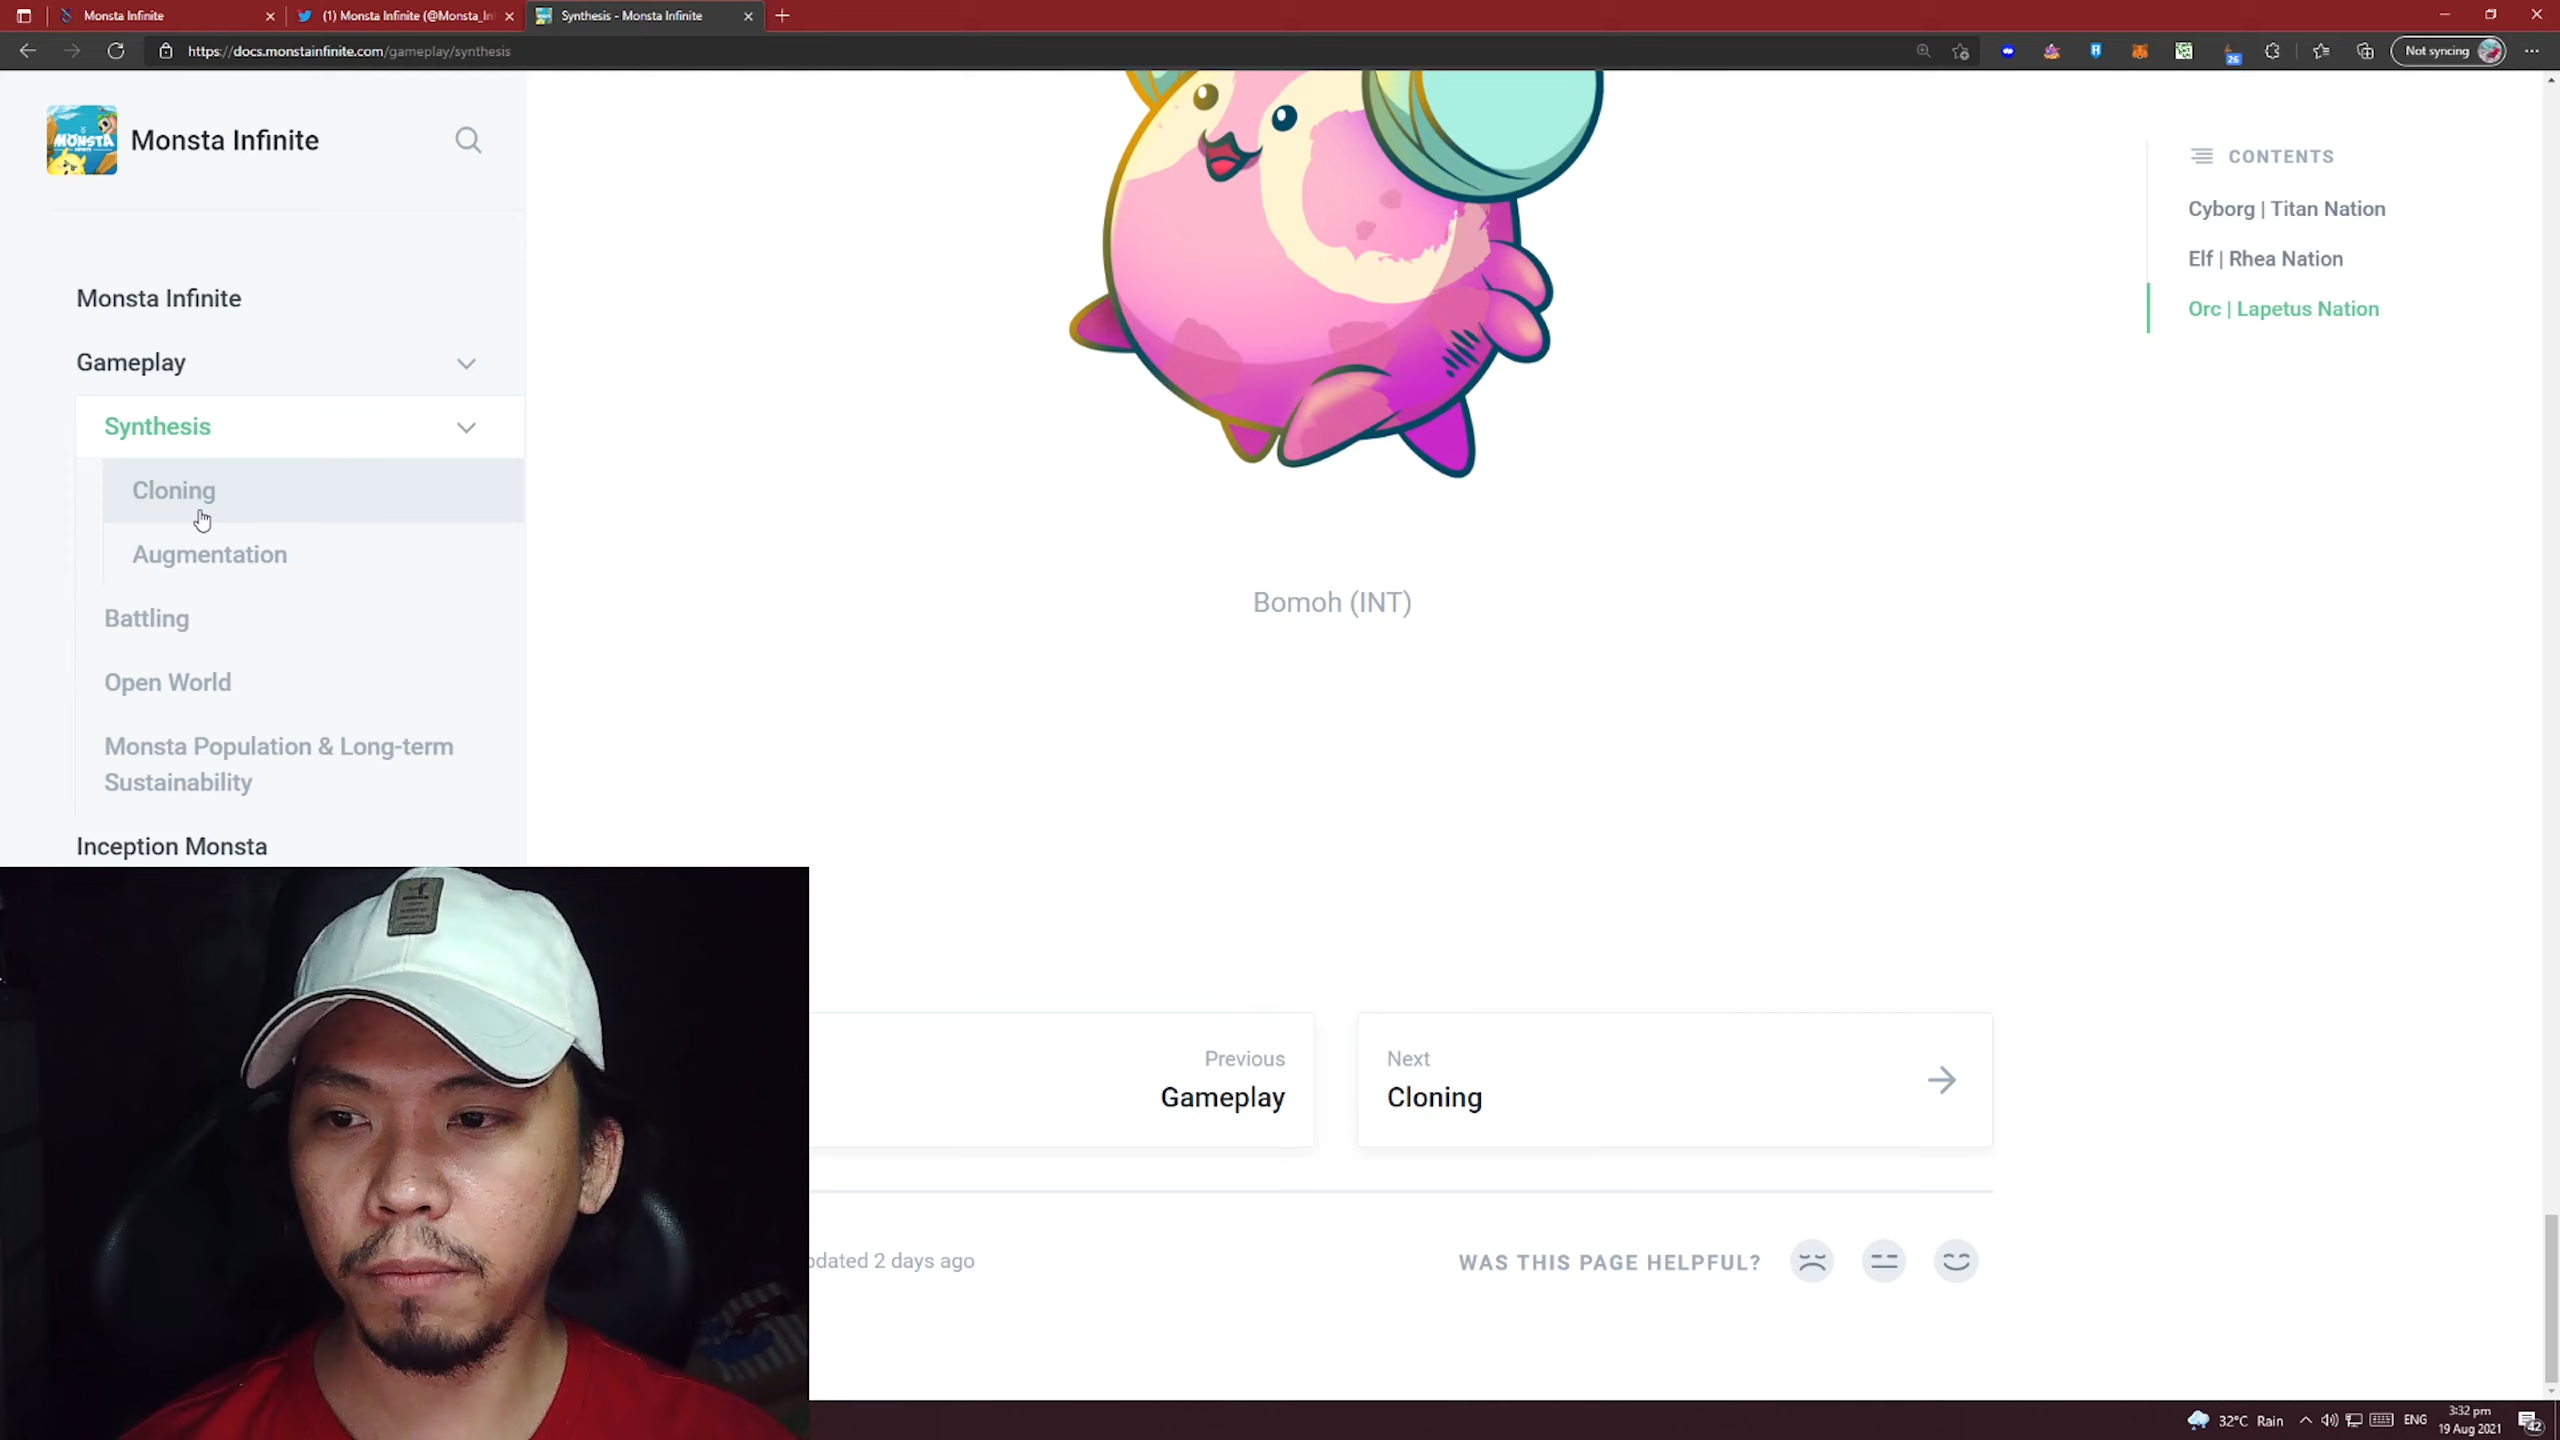 Monsta Infinite
(1) Monsta Infinite (@Monsta_In
Synthesis - Monsta Infinite
https://docs.monstainfinite.com/gameplay/synthesis
26
Not syncing
MONSTA
Monsta Infinite
Monsta Infinite
Gameplay
Synthesis
Cloning
Augmentation
Battling
Open World
Monsta Population & Long-term
Sustainability
Inception Monsta
Bomoh (INT)
CONTENTS
Cyborg | Titan Nation
Elf | Rhea Nation
Orc | Lapetus Nation
Previous
Gameplay
Next
Cloning
pdated 2 days ago
WAS THIS PAGE HELPFUL?
32°C Rain
ENG
3:32 pm
19 Aug 2021
42